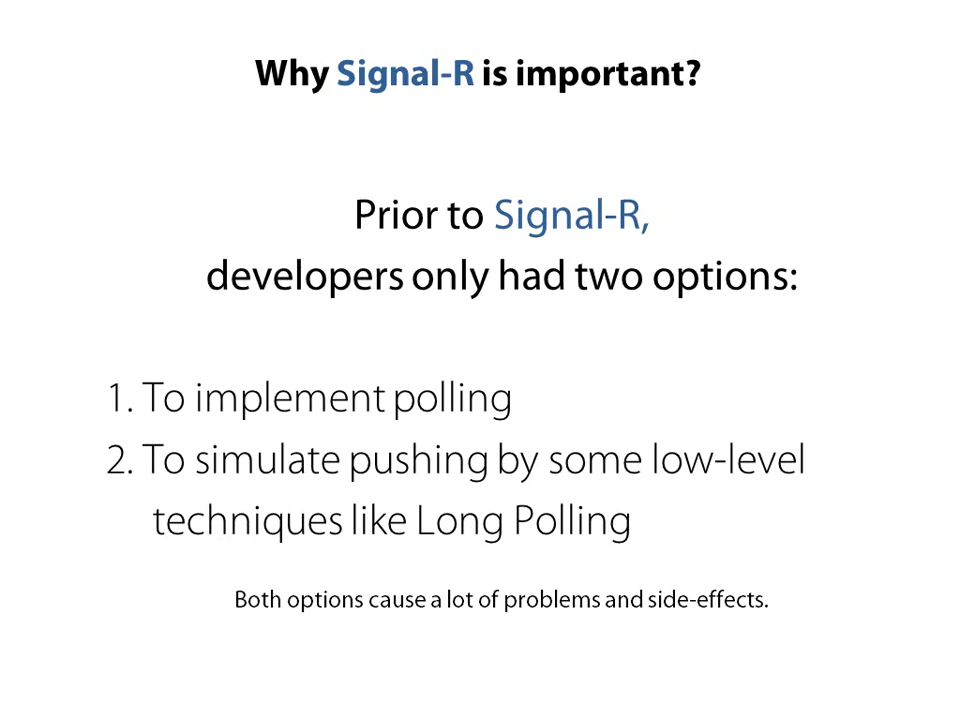 Why Signal-R is important?
Prior to Signal-R,
developers only had two options:
1. To implement polling
2. To simulate pushing by some low-level
techniques like Long Polling
Both options cause a lot of problems and side-effects.